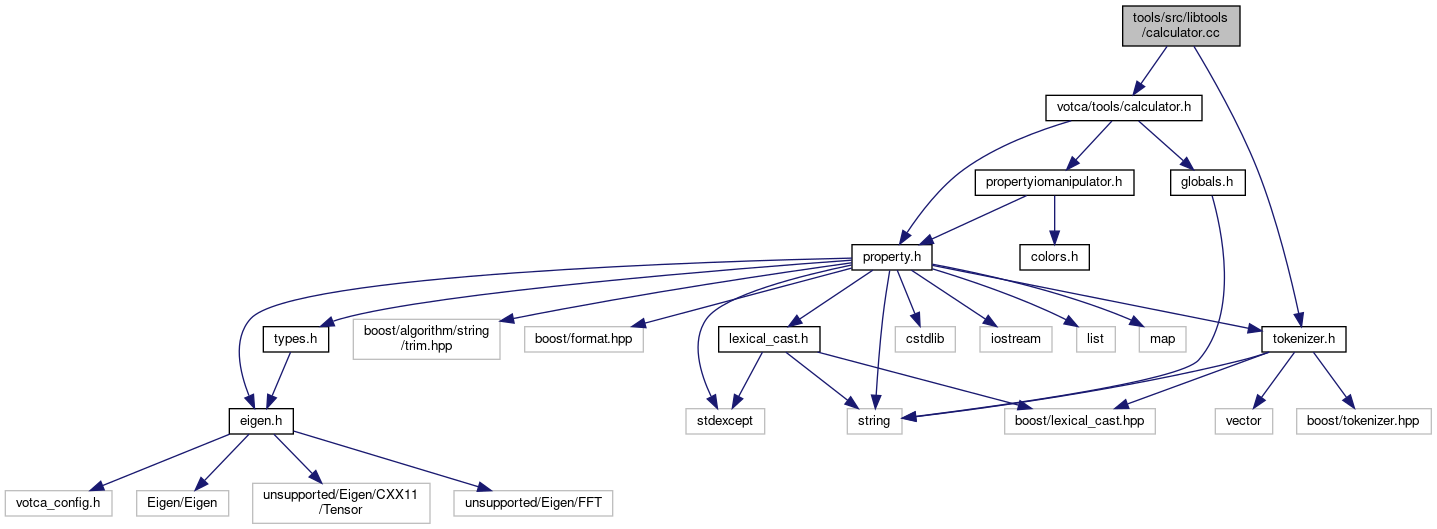 tools/src/libtools
/calculator.cc
votca/tools/calculator.h
propertyiomanipulator.h
globals.h
property.h
colors.h
types.h
boost/algorithm/string
/trim.hpp
boost/format.hpp
lexical_cast.h
cstdlib
iostream
list
map
tokenizer.h
eigen.h
stdexcept
string
boost/lexical_cast.hpp
vector
boost/tokenizer.hpp
votca_config.h
Eigen/Eigen
unsupported/Eigen/CXX11
/Tensor
unsupported/Eigen/FFT